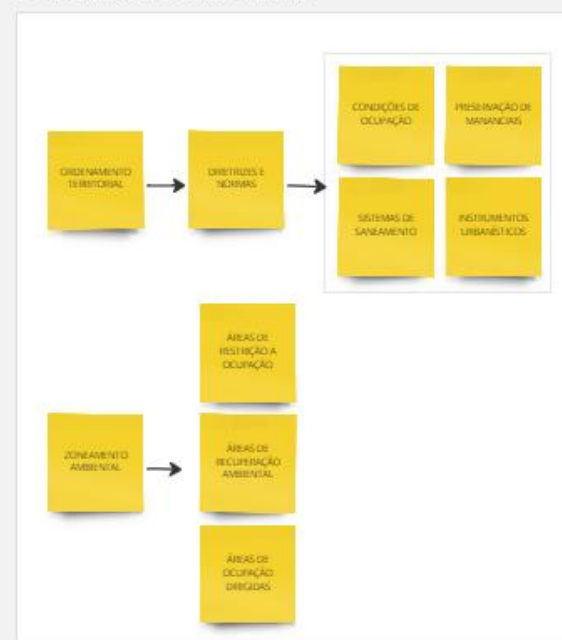 ORDENAMENTO
TERRITORIAL
DIRETRIZES E
NORMAS
CONDIÇÕES DE
OCUPAÇÃO
PRESERVAÇÃO DE
MANANCIAIS
SISTEMAS DE
SANEAMENTO
INSTRUMENTOS
URBANÍSTICOS
ZONEAMENTO
AMBIENTAL
ÁREAS DE
RESTRIÇÃO A
OCUPAÇÃO
ÁREAS DE
RECUPERAÇÃO
AMBIENTAL
ÁREAS DE
OCUPAÇÃO
DIRIGIDAS